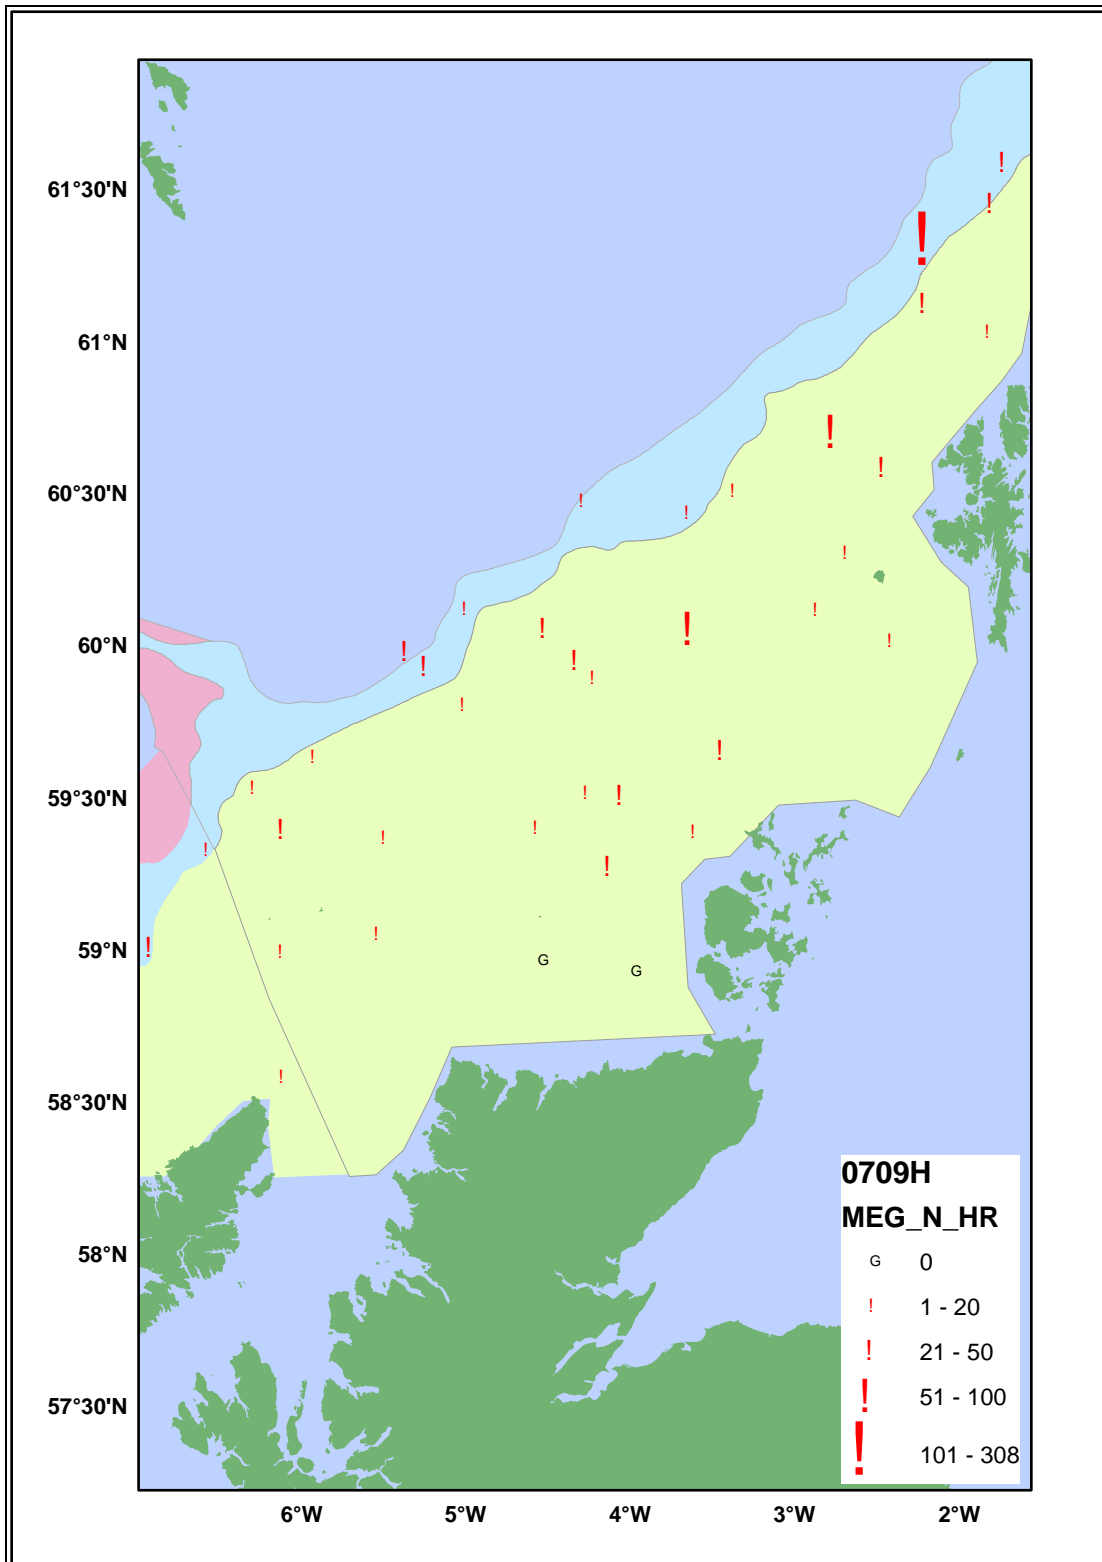 61°30'N
61°N
60°30'N
60°N
59°30'N
59°N
58°30'N
58°N
57°30'N
G
G
0709H
MEG_N_HR
G 0
! 1 - 20
! 21 - 50
! 51 - 100
! 101 - 308
6°W 5°W 4°W 3°W 2°W